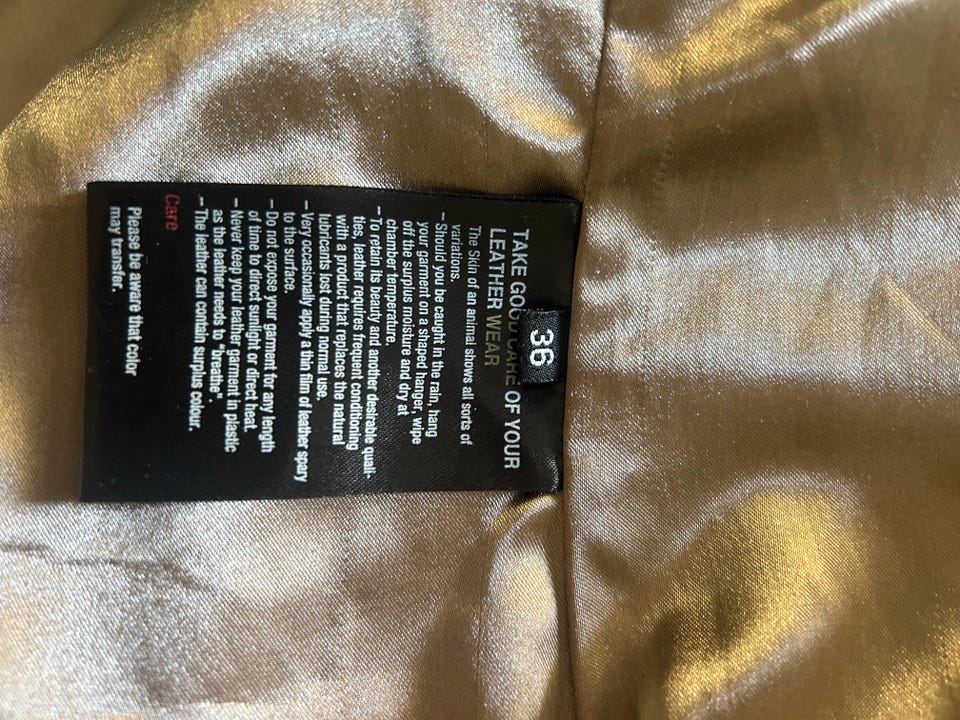 36
TAKE GOOD CARE OF YOUR
LEATHER WEAR
The Skin of an animal shows all sorts of
variations.
- Should you be caught in the rain, hang
your garment on a shaped hanger, wipe
off the surplus moisture and dry at
chamber temperature.
- To retain its beauty and another desirable quali-
ties, leather requires frequent conditioning
with a product that replaces the natural
lubricants lost during normal use.
- Very occasionally apply a thin film of leather spary
to the surface.
- Do not expose your garment for any length
of time to direct sunlight or direct heat.
- Never keep your leather garment in plastic
as the leather needs to "breathe".
- The leather can contain surplus colour.
Care
Please be aware that color
may transfer.